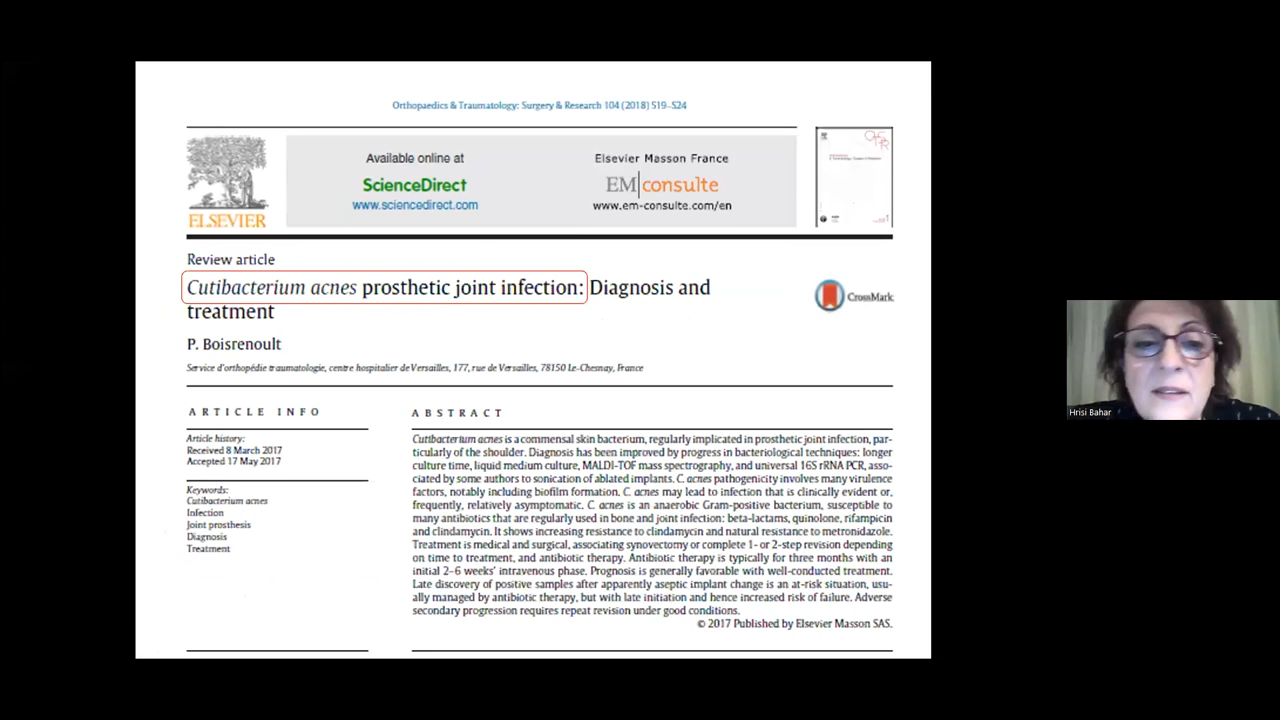 Orthopaedics & Traumatology: Surgery & Research 104 (2018) S19–S24
Available online at
ScienceDirect
www.sciencedirect.com
Elsevier Masson France
EM|consulte
www.em-consulte.com/en
ELSEVIER
Review article
Cutibacterium acnes prosthetic joint infection: Diagnosis and
treatment
CrossMark
P. Boisrenoult
Service d'orthopédie traumatologie, centre hospitalier de Versailles, 177, rue de Versailles, 78150 Le-Chesnay, France
ARTICLE INFO
Article history:
Received 8 March 2017
Accepted 17 May 2017
Keywords:
Cutibacterium acnes
Infection
Joint prosthesis
Diagnosis
Treatment
ABSTRACT
Cutibacterium acnes is a commensal skin bacterium, regularly implicated in prosthetic joint infection, par-
ticularly of the shoulder. Diagnosis has been improved by progress in bacteriological techniques: longer
culture time, liquid medium culture, MALDI-TOF mass spectrography, and universal 16S rRNA PCR, asso-
ciated by some authors to sonication of ablated implants. C. acnes pathogenicity involves many virulence
factors, notably including biofilm formation. C. acnes may lead to infection that is clinically evident or,
frequently, relatively asymptomatic. C. acnes is an anaerobic Gram-positive bacterium, susceptible to
many antibiotics that are regularly used in bone and joint infection: beta-lactams, quinolone, rifampicin
and clindamycin. It shows increasing resistance to clindamycin and natural resistance to metronidazole.
Treatment is medical and surgical, associating synovectomy or complete 1- or 2-step revision depending
on time to treatment, and antibiotic therapy. Antibiotic therapy is typically for three months with an
initial 2–6 weeks' intravenous phase. Prognosis is generally favorable with well-conducted treatment.
Late discovery of positive samples after apparently aseptic implant change is an at-risk situation, usu-
ally managed by antibiotic therapy, but with late initiation and hence increased risk of failure. Adverse
secondary progression requires repeat revision under good conditions.
© 2017 Published by Elsevier Masson SAS.
Hrisi Bahar